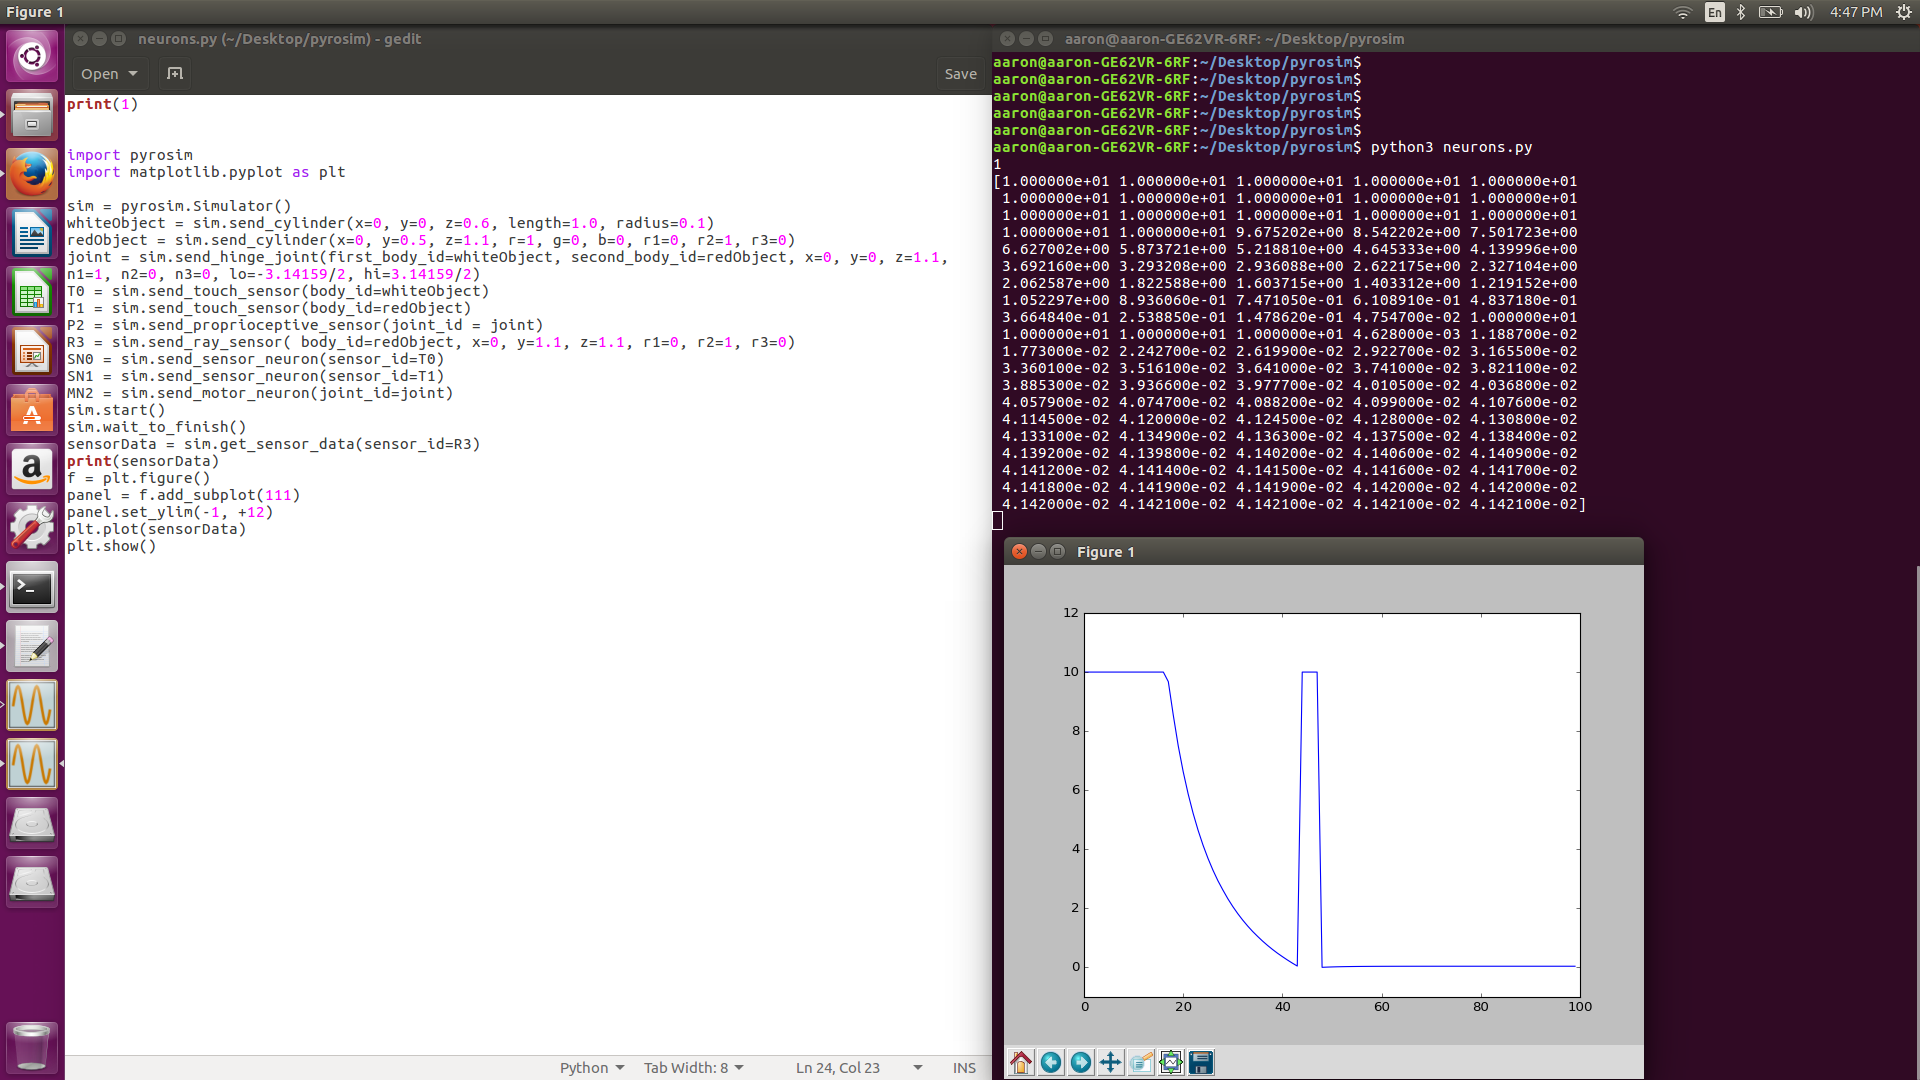 Figure 1
En
4:47 PM
neurons.py (~/Desktop/pyrosim) - gedit
Open
Save
print(1)
import pyrosim
import matplotlib.pyplot as plt
sim = pyrosim.Simulator()
whiteObject = sim.send_cylinder(x=0, y=0, z=0.6, length=1.0, radius=0.1)
redObject = sim.send_cylinder(x=0, y=0.5, z=1.1, r=1, g=0, b=0, r1=0, r2=1, r3=0)
joint = sim.send_hinge_joint(first_body_id=whiteObject, second_body_id=redObject, x=0, y=0, z=1.1,
n1=1, n2=0, n3=0, lo=-3.14159/2, hi=3.14159/2)
T0 = sim.send_touch_sensor(body_id=whiteObject)
T1 = sim.send_touch_sensor(body_id=redObject)
P2 = sim.send_proprioceptive_sensor(joint_id = joint)
R3 = sim.send_ray_sensor( body_id=redObject, x=0, y=1.1, z=1.1, r1=0, r2=1, r3=0)
SN0 = sim.send_sensor_neuron(sensor_id=T0)
SN1 = sim.send_sensor_neuron(sensor_id=T1)
MN2 = sim.send_motor_neuron(joint_id=joint)
sim.start()
sim.wait_to_finish()
sensorData = sim.get_sensor_data(sensor_id=R3)
print(sensorData)
f = plt.figure()
panel = f.add_subplot(111)
panel.set_ylim(-1, +12)
plt.plot(sensorData)
plt.show()
Python
Tab Width: 8
Ln 24, Col 23
INS
aaron@aaron-GE62VR-6RF: ~/Desktop/pyrosim
aaron@aaron-GE62VR-6RF:~/Desktop/pyrosim$
aaron@aaron-GE62VR-6RF:~/Desktop/pyrosim$
aaron@aaron-GE62VR-6RF:~/Desktop/pyrosim$
aaron@aaron-GE62VR-6RF:~/Desktop/pyrosim$
aaron@aaron-GE62VR-6RF:~/Desktop/pyrosim$
aaron@aaron-GE62VR-6RF:~/Desktop/pyrosim$ python3 neurons.py
1
[1.000000e+01 1.000000e+01 1.000000e+01 1.000000e+01 1.000000e+01
1.000000e+01 1.000000e+01 1.000000e+01 1.000000e+01 1.000000e+01
1.000000e+01 1.000000e+01 1.000000e+01 1.000000e+01 1.000000e+01
1.000000e+01 1.000000e+01 9.675202e+00 8.542202e+00 7.501723e+00
6.627002e+00 5.873721e+00 5.218810e+00 4.645333e+00 4.139996e+00
3.692160e+00 3.293208e+00 2.936088e+00 2.622175e+00 2.327104e+00
2.062587e+00 1.822588e+00 1.603715e+00 1.403312e+00 1.219152e+00
1.052297e+00 8.936060e-01 7.471050e-01 6.108910e-01 4.837180e-01
3.664840e-01 2.538850e-01 1.478620e-01 4.754700e-02 1.000000e+01
1.000000e+01 1.000000e+01 1.000000e+01 4.628000e-03 1.188700e-02
1.773000e-02 2.242700e-02 2.619900e-02 2.922700e-02 3.165500e-02
3.360100e-02 3.516100e-02 3.641000e-02 3.741000e-02 3.821100e-02
3.885300e-02 3.936600e-02 3.977700e-02 4.010500e-02 4.036800e-02
4.057900e-02 4.074700e-02 4.088200e-02 4.099000e-02 4.107600e-02
4.114500e-02 4.120000e-02 4.124500e-02 4.128000e-02 4.130800e-02
4.133100e-02 4.134900e-02 4.136300e-02 4.137500e-02 4.138400e-02
4.139200e-02 4.139800e-02 4.140200e-02 4.140600e-02 4.140900e-02
4.141200e-02 4.141400e-02 4.141500e-02 4.141600e-02 4.141700e-02
4.141800e-02 4.141900e-02 4.141900e-02 4.142000e-02 4.142000e-02
4.142000e-02 4.142100e-02 4.142100e-02 4.142100e-02 4.142100e-02]
Figure 1
12
10
8
6
4
2
0
0 20 40 60 80 100